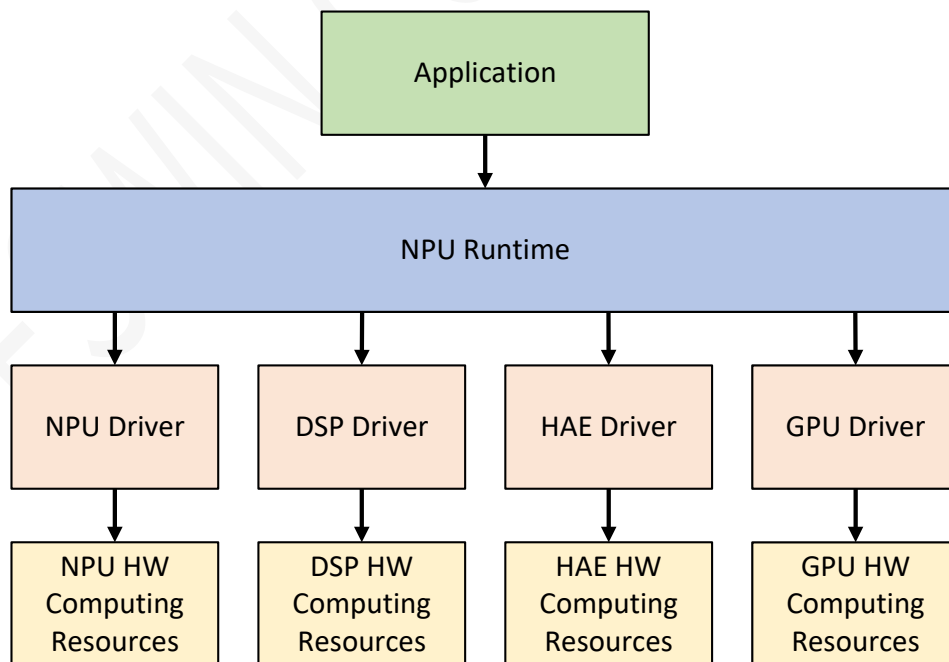 Application
NPU Runtime
NPU Driver
DSP Driver
HAE Driver
GPU Driver
NPU HW
Computing
Resources
DSP HW
Computing
Resources
HAE HW
Computing
Resources
GPU HW
Computing
Resources